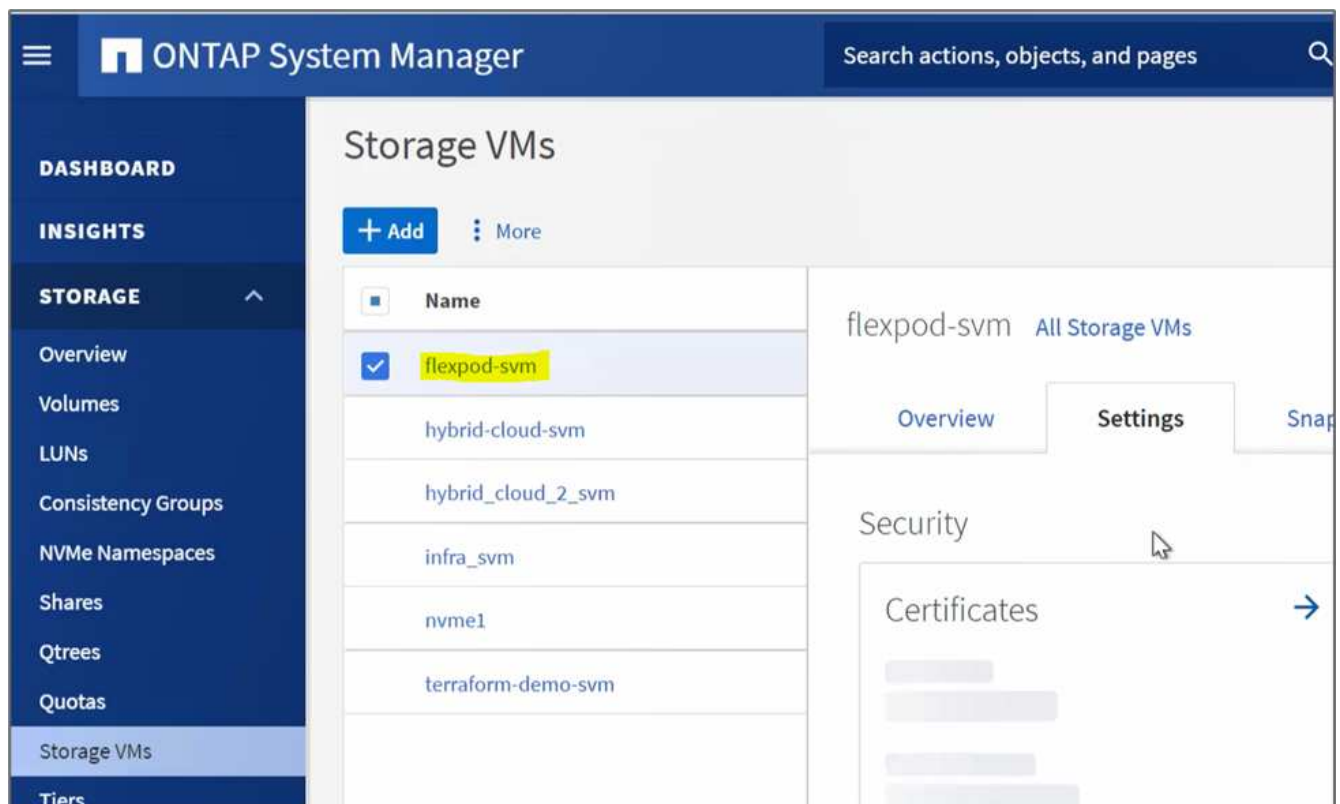 ONTAP System Manager
Search actions, objects, and pages
DASHBOARD
INSIGHTS
STORAGE
Overview
Volumes
LUNs
Consistency Groups
NVMe Namespaces
Shares
Qtrees
Quotas
Storage VMs
Tiers
Storage VMs
+ Add
More
Name
flexpod-svm
hybrid-cloud-svm
hybrid_cloud_2_svm
infra_svm
nvme1
terraform-demo-svm
flexpod-svm All Storage VMs
Overview Settings Snap
Security
Certificates